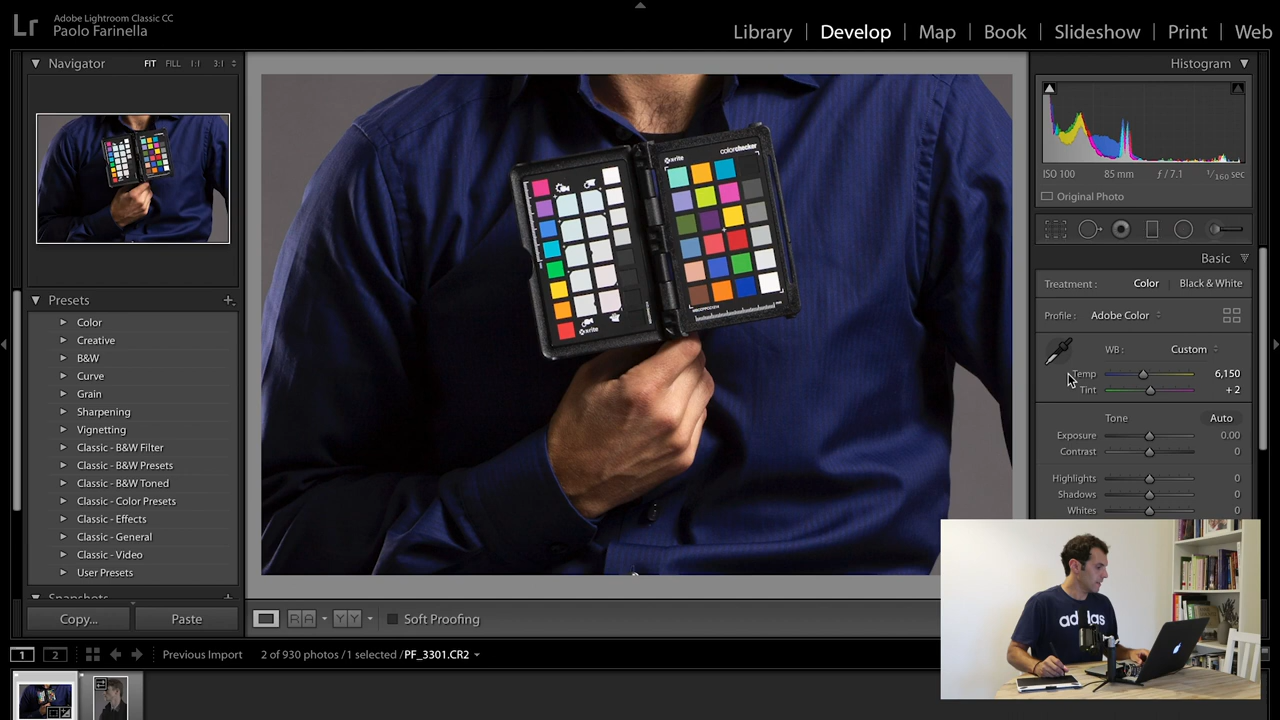 Lr
Adobe Lightroom Classic CC
Paolo Farinella
Library | Develop | Map | Book | Slideshow | Print | Web
Navigator FIT FILL 1:1 3:1
Presets +
Color
Creative
B&W
Curve
Grain
Sharpening
Vignetting
Classic - B&W Filter
Classic - B&W Presets
Classic - B&W Toned
Classic - Color Presets
Classic - Effects
Classic - General
Classic - Video
User Presets
Snapshots +
Copy... Paste
x-rite
x-rite
colorchecker
Histogram
ISO 100 85 mm ƒ / 7.1 1/160 sec
Original Photo
Basic
Treatment : Color | Black & White
Profile : Adobe Color
WB : Custom
Temp 6,150
Tint + 2
Tone Auto
Exposure 0.00
Contrast 0
Highlights 0
Shadows 0
Whites 0
R A Y Y Soft Proofing
1 2 Previous Import 2 of 930 photos / 1 selected / PF_3301.CR2
adidas